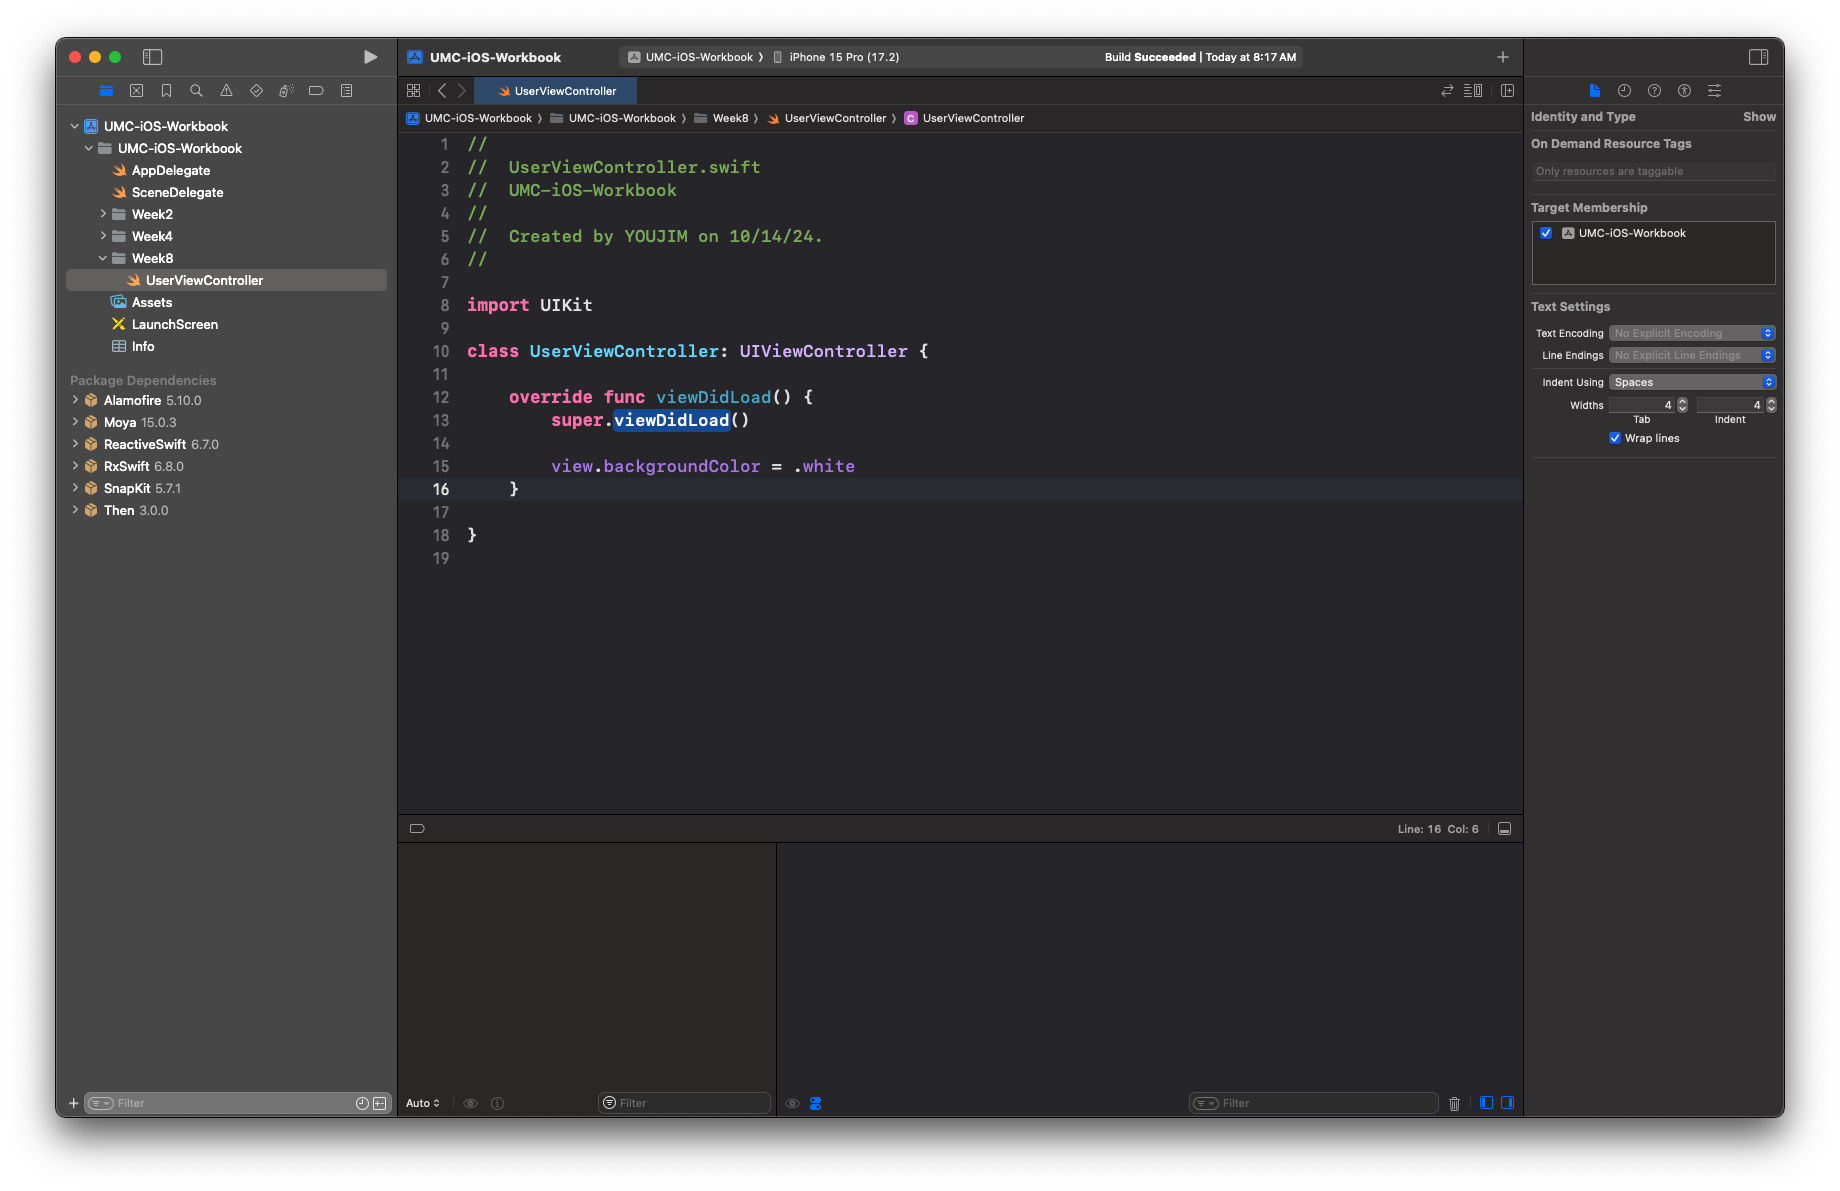 UMC-iOS-Workbook
UMC-iOS-Workbook
AppDelegate
SceneDelegate
Week2
Week4
Week8
UserViewController
Assets
LaunchScreen
Info
Package Dependencies
Alamofire 5.10.0
Moya 15.0.3
ReactiveSwift 6.7.0
RxSwift 6.8.0
SnapKit 5.7.1
Then 3.0.0
Filter
UMC-iOS-Workbook
UMC-iOS-Workbook 〉 iPhone 15 Pro (17.2)
Build Succeeded | Today at 8:17 AM
UserViewController
UMC-iOS-Workbook 〉 UMC-iOS-Workbook 〉 Week8 〉 UserViewController 〉 C UserViewController
1 //
2 //  UserViewController.swift
3 //  UMC-iOS-Workbook
4 //
5 //  Created by YOUJIM on 10/14/24.
6 //
7
8 import UIKit
9
10 class UserViewController: UIViewController {
11
12     override func viewDidLoad() {
13         super.viewDidLoad()
14
15         view.backgroundColor = .white
16     }
17
18 }
19
Line: 16 Col: 6
Auto
Filter
Filter
Identity and Type Show
On Demand Resource Tags
Only resources are taggable
Target Membership
UMC-iOS-Workbook
Text Settings
Text Encoding No Explicit Encoding
Line Endings No Explicit Line Endings
Indent Using Spaces
Widths 4 4
Tab Indent
Wrap lines